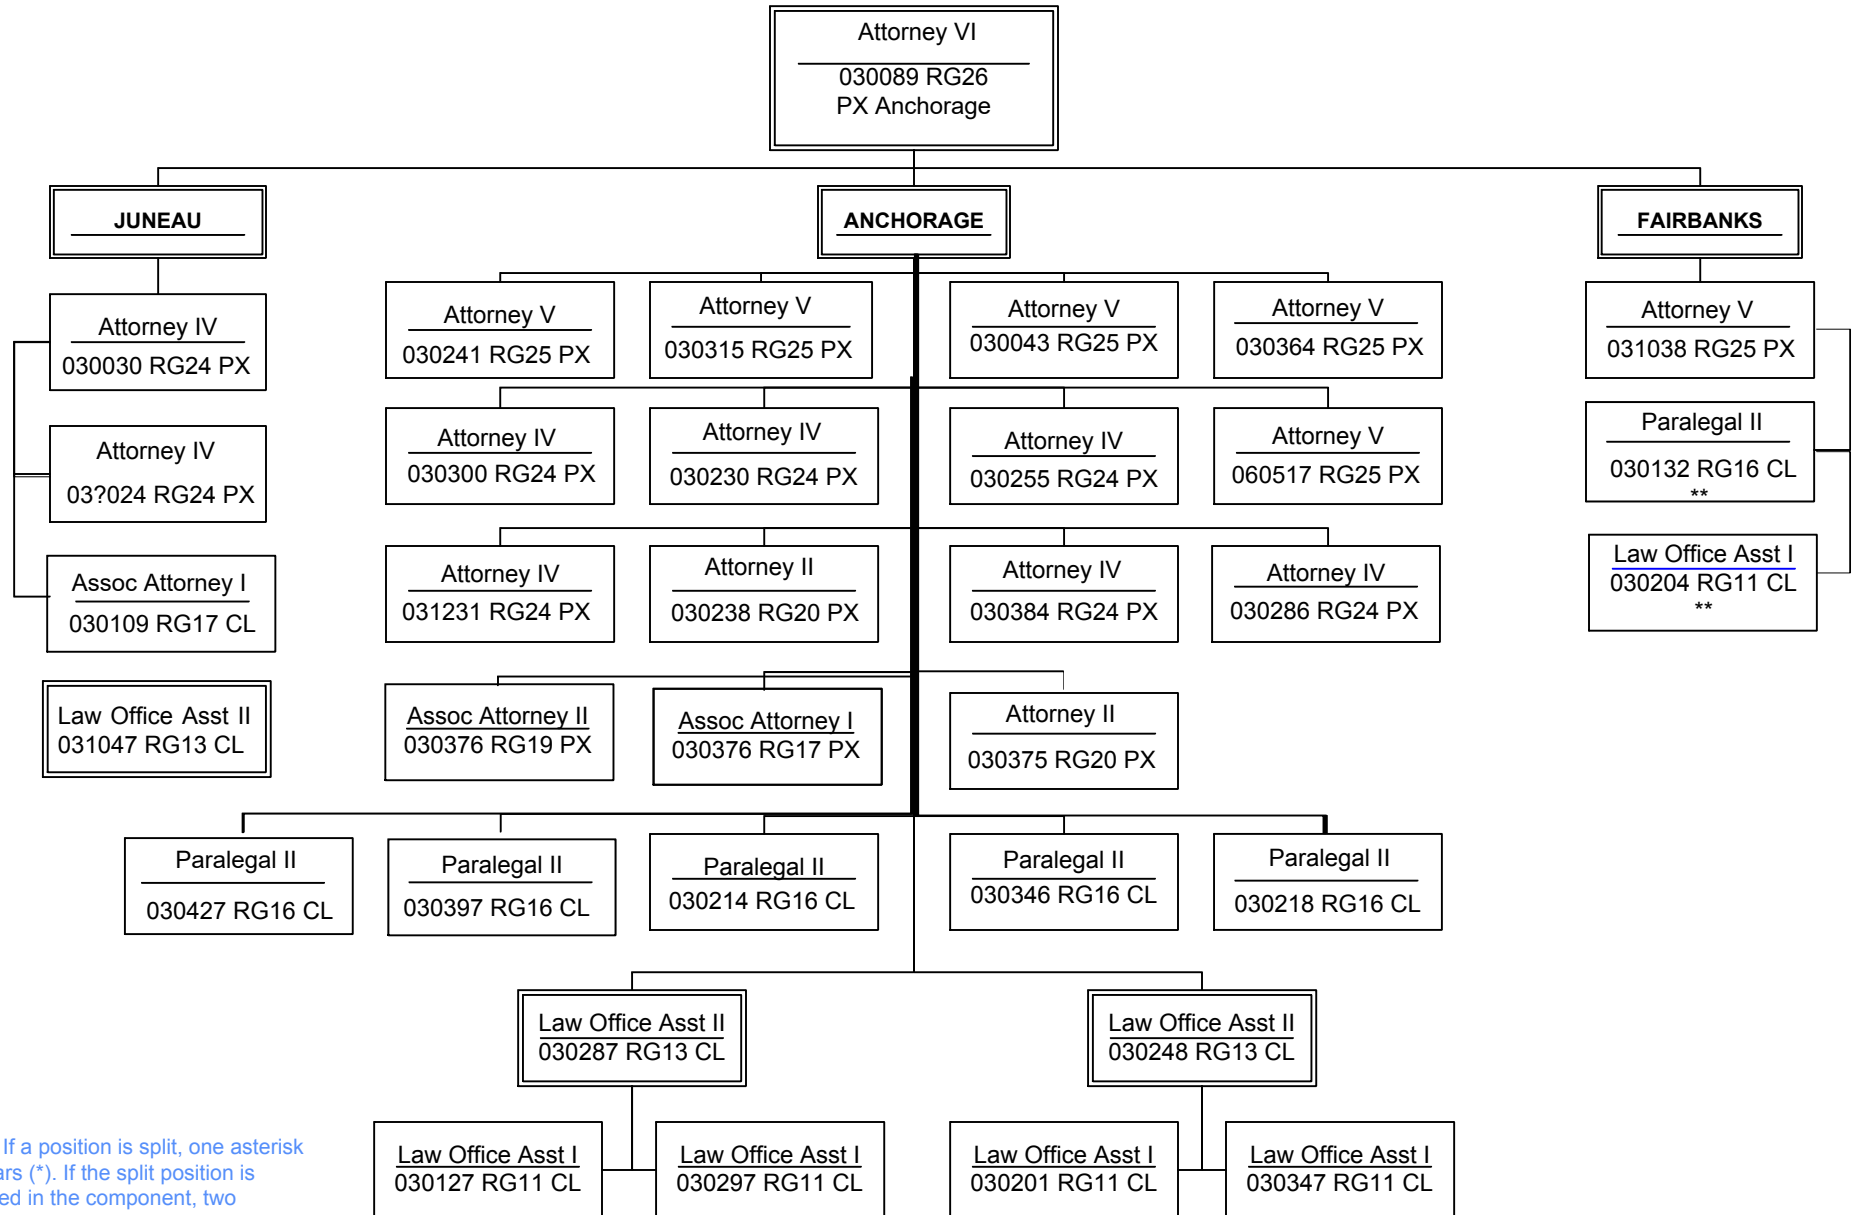 Attorney VI
030089 RG26
PX Anchorage
JUNEAU
ANCHORAGE
FAIRBANKS
Attorney IV
030030 RG24 PX
Attorney V
030241 RG25 PX
Attorney V
030315 RG25 PX
Attorney V
030043 RG25 PX
Attorney V
030364 RG25 PX
Attorney V
031038 RG25 PX
Attorney IV
03?024 RG24 PX
Attorney IV
030300 RG24 PX
Attorney IV
030230 RG24 PX
Attorney IV
030255 RG24 PX
Attorney V
060517 RG25 PX
Paralegal II
030132 RG16 CL
**
Assoc Attorney I
030109 RG17 CL
Attorney IV
031231 RG24 PX
Attorney II
030238 RG20 PX
Attorney IV
030384 RG24 PX
Attorney IV
030286 RG24 PX
Law Office Asst I
030204 RG11 CL
**
Law Office Asst II
031047 RG13 CL
Assoc Attorney II
030376 RG19 PX
Assoc Attorney I
030376 RG17 PX
Attorney II
030375 RG20 PX
Paralegal II
030427 RG16 CL
Paralegal II
030397 RG16 CL
Paralegal II
030214 RG16 CL
Paralegal II
030346 RG16 CL
Paralegal II
030218 RG16 CL
Law Office Asst II
030287 RG13 CL
Law Office Asst II
030248 RG13 CL
Law Office Asst I
030127 RG11 CL
Law Office Asst I
030297 RG11 CL
Law Office Asst I
030201 RG11 CL
Law Office Asst I
030347 RG11 CL
If a position is split, one asterisk
ars (*). If the split position is
ed in the component, two